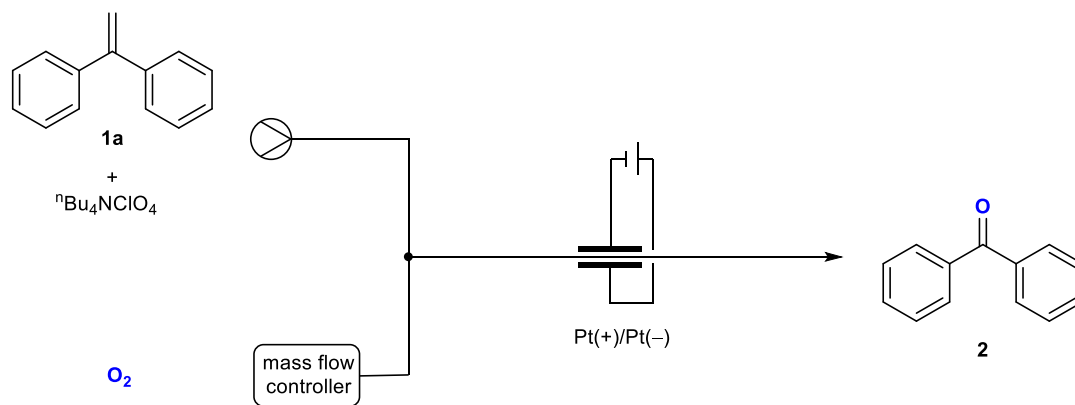 1a
+
ⁿBu₄NClO₄
O₂
mass flow
controller
Pt(+)/Pt(−)
O
2